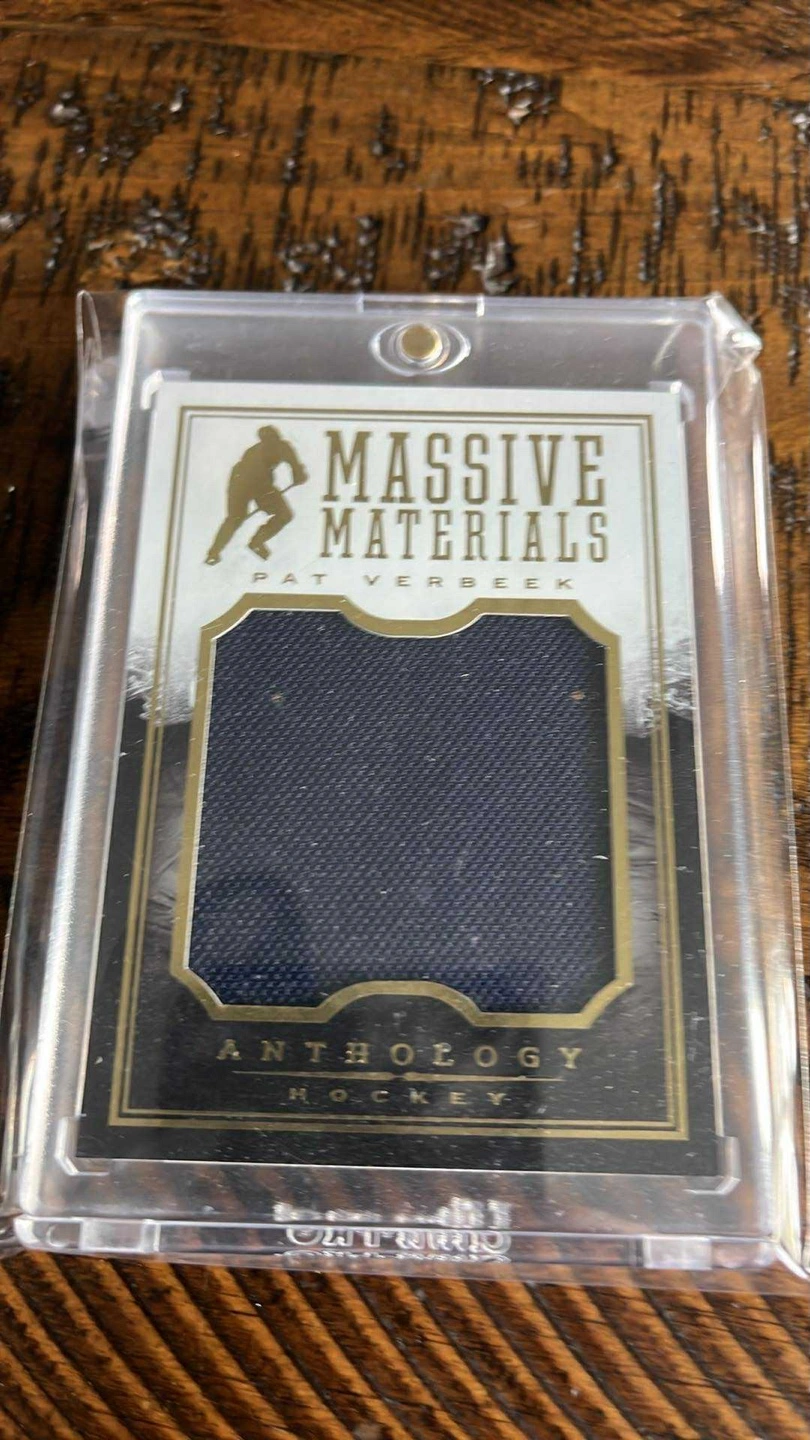 MASSIVE
MATERIALS
PAT VERBEEK
ANTHOLOGY
HOCKEY